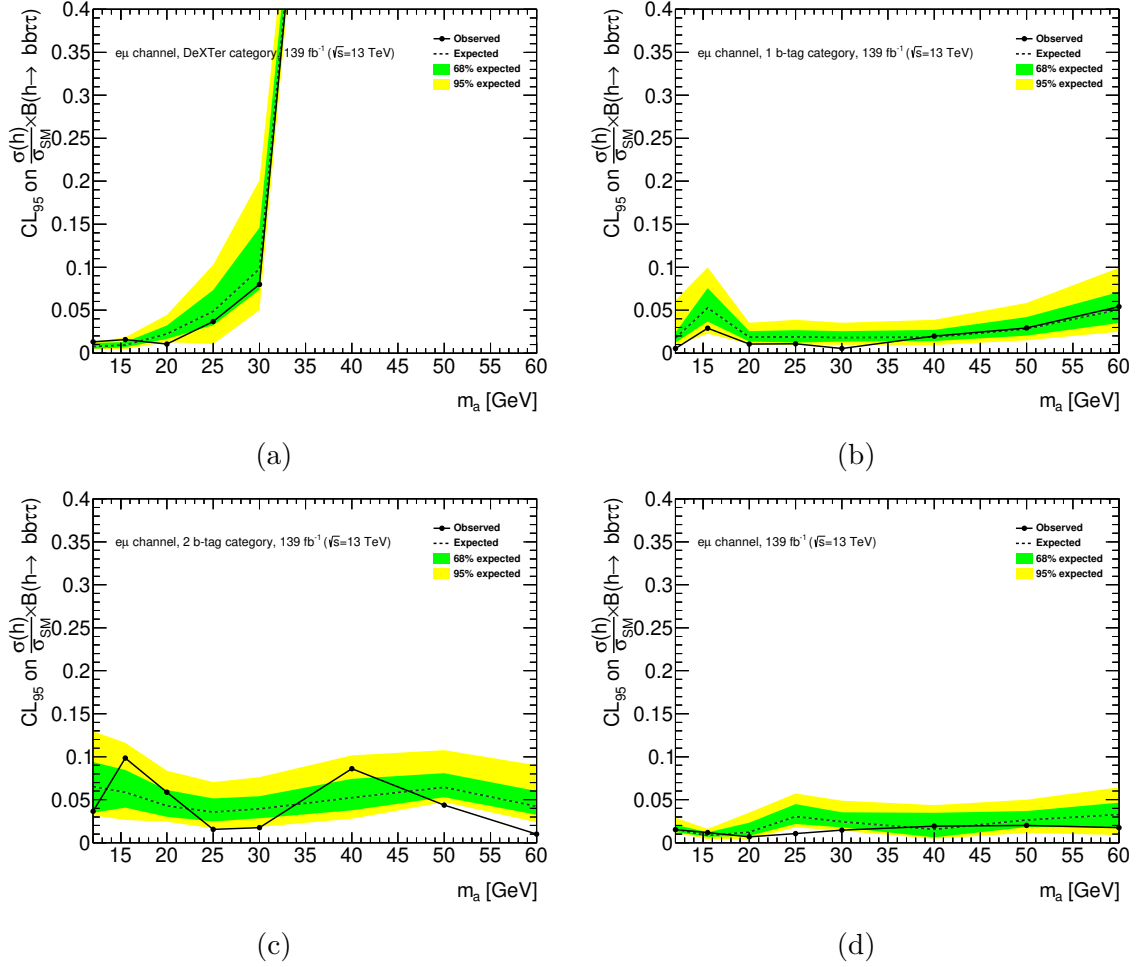 0.4
0.35
0.3
0.25
0.2
0.15
0.1
0.05
0
CL95 on σ(h)/σSM ×B(h→ bbττ)
eμ channel, DeXTer category, 139 fb-1 (√s=13 TeV)
Observed
Expected
68% expected
95% expected
15 20 25 30 35 40 45 50 55 60
ma [GeV]
(a)
0.4
0.35
0.3
0.25
0.2
0.15
0.1
0.05
0
CL95 on σ(h)/σSM ×B(h→ bbττ)
eμ channel, 1 b-tag category, 139 fb-1 (√s=13 TeV)
Observed
Expected
68% expected
95% expected
15 20 25 30 35 40 45 50 55 60
ma [GeV]
(b)
0.4
0.35
0.3
0.25
0.2
0.15
0.1
0.05
0
CL95 on σ(h)/σSM ×B(h→ bbττ)
eμ channel, 2 b-tag category, 139 fb-1 (√s=13 TeV)
Observed
Expected
68% expected
95% expected
15 20 25 30 35 40 45 50 55 60
ma [GeV]
(c)
0.4
0.35
0.3
0.25
0.2
0.15
0.1
0.05
0
CL95 on σ(h)/σSM ×B(h→ bbττ)
eμ channel, 139 fb-1 (√s=13 TeV)
Observed
Expected
68% expected
95% expected
15 20 25 30 35 40 45 50 55 60
ma [GeV]
(d)